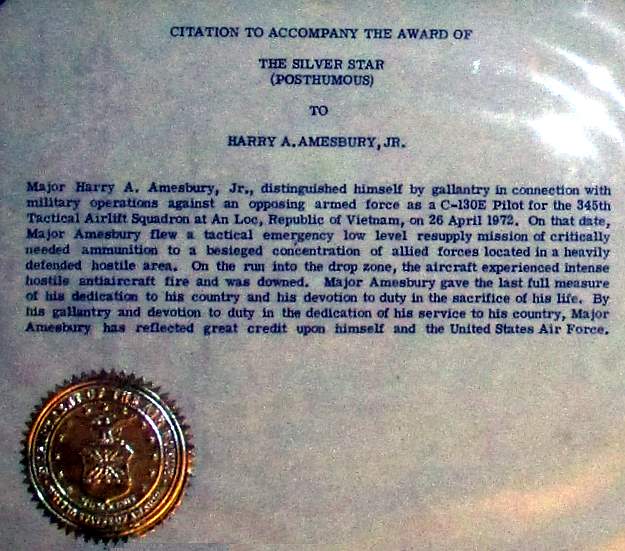 CITATION TO ACCOMPANY THE AWARD OF
THE SILVER STAR
(POSTHUMOUS)
TO
HARRY A. AMESBURY, JR.
Major Harry A. Amesbury, Jr., distinguished himself by gallantry in connection with
military operations against an opposing armed force as a C-130E Pilot for the 345th
Tactical Airlift Squadron at An Loc, Republic of Vietnam, on 26 April 1972. On that date,
Major Amesbury flew a tactical emergency low level resupply mission of critically
needed ammunition to a besieged concentration of allied forces located in a heavily
defended hostile area. On the run into the drop zone, the aircraft experienced intense
hostile antiaircraft fire and was downed. Major Amesbury gave the last full measure
of his dedication to his country and his devotion to duty in the sacrifice of his life. By
his gallantry and devotion to duty in the dedication of his service to his country, Major
Amesbury has reflected great credit upon himself and the United States Air Force.